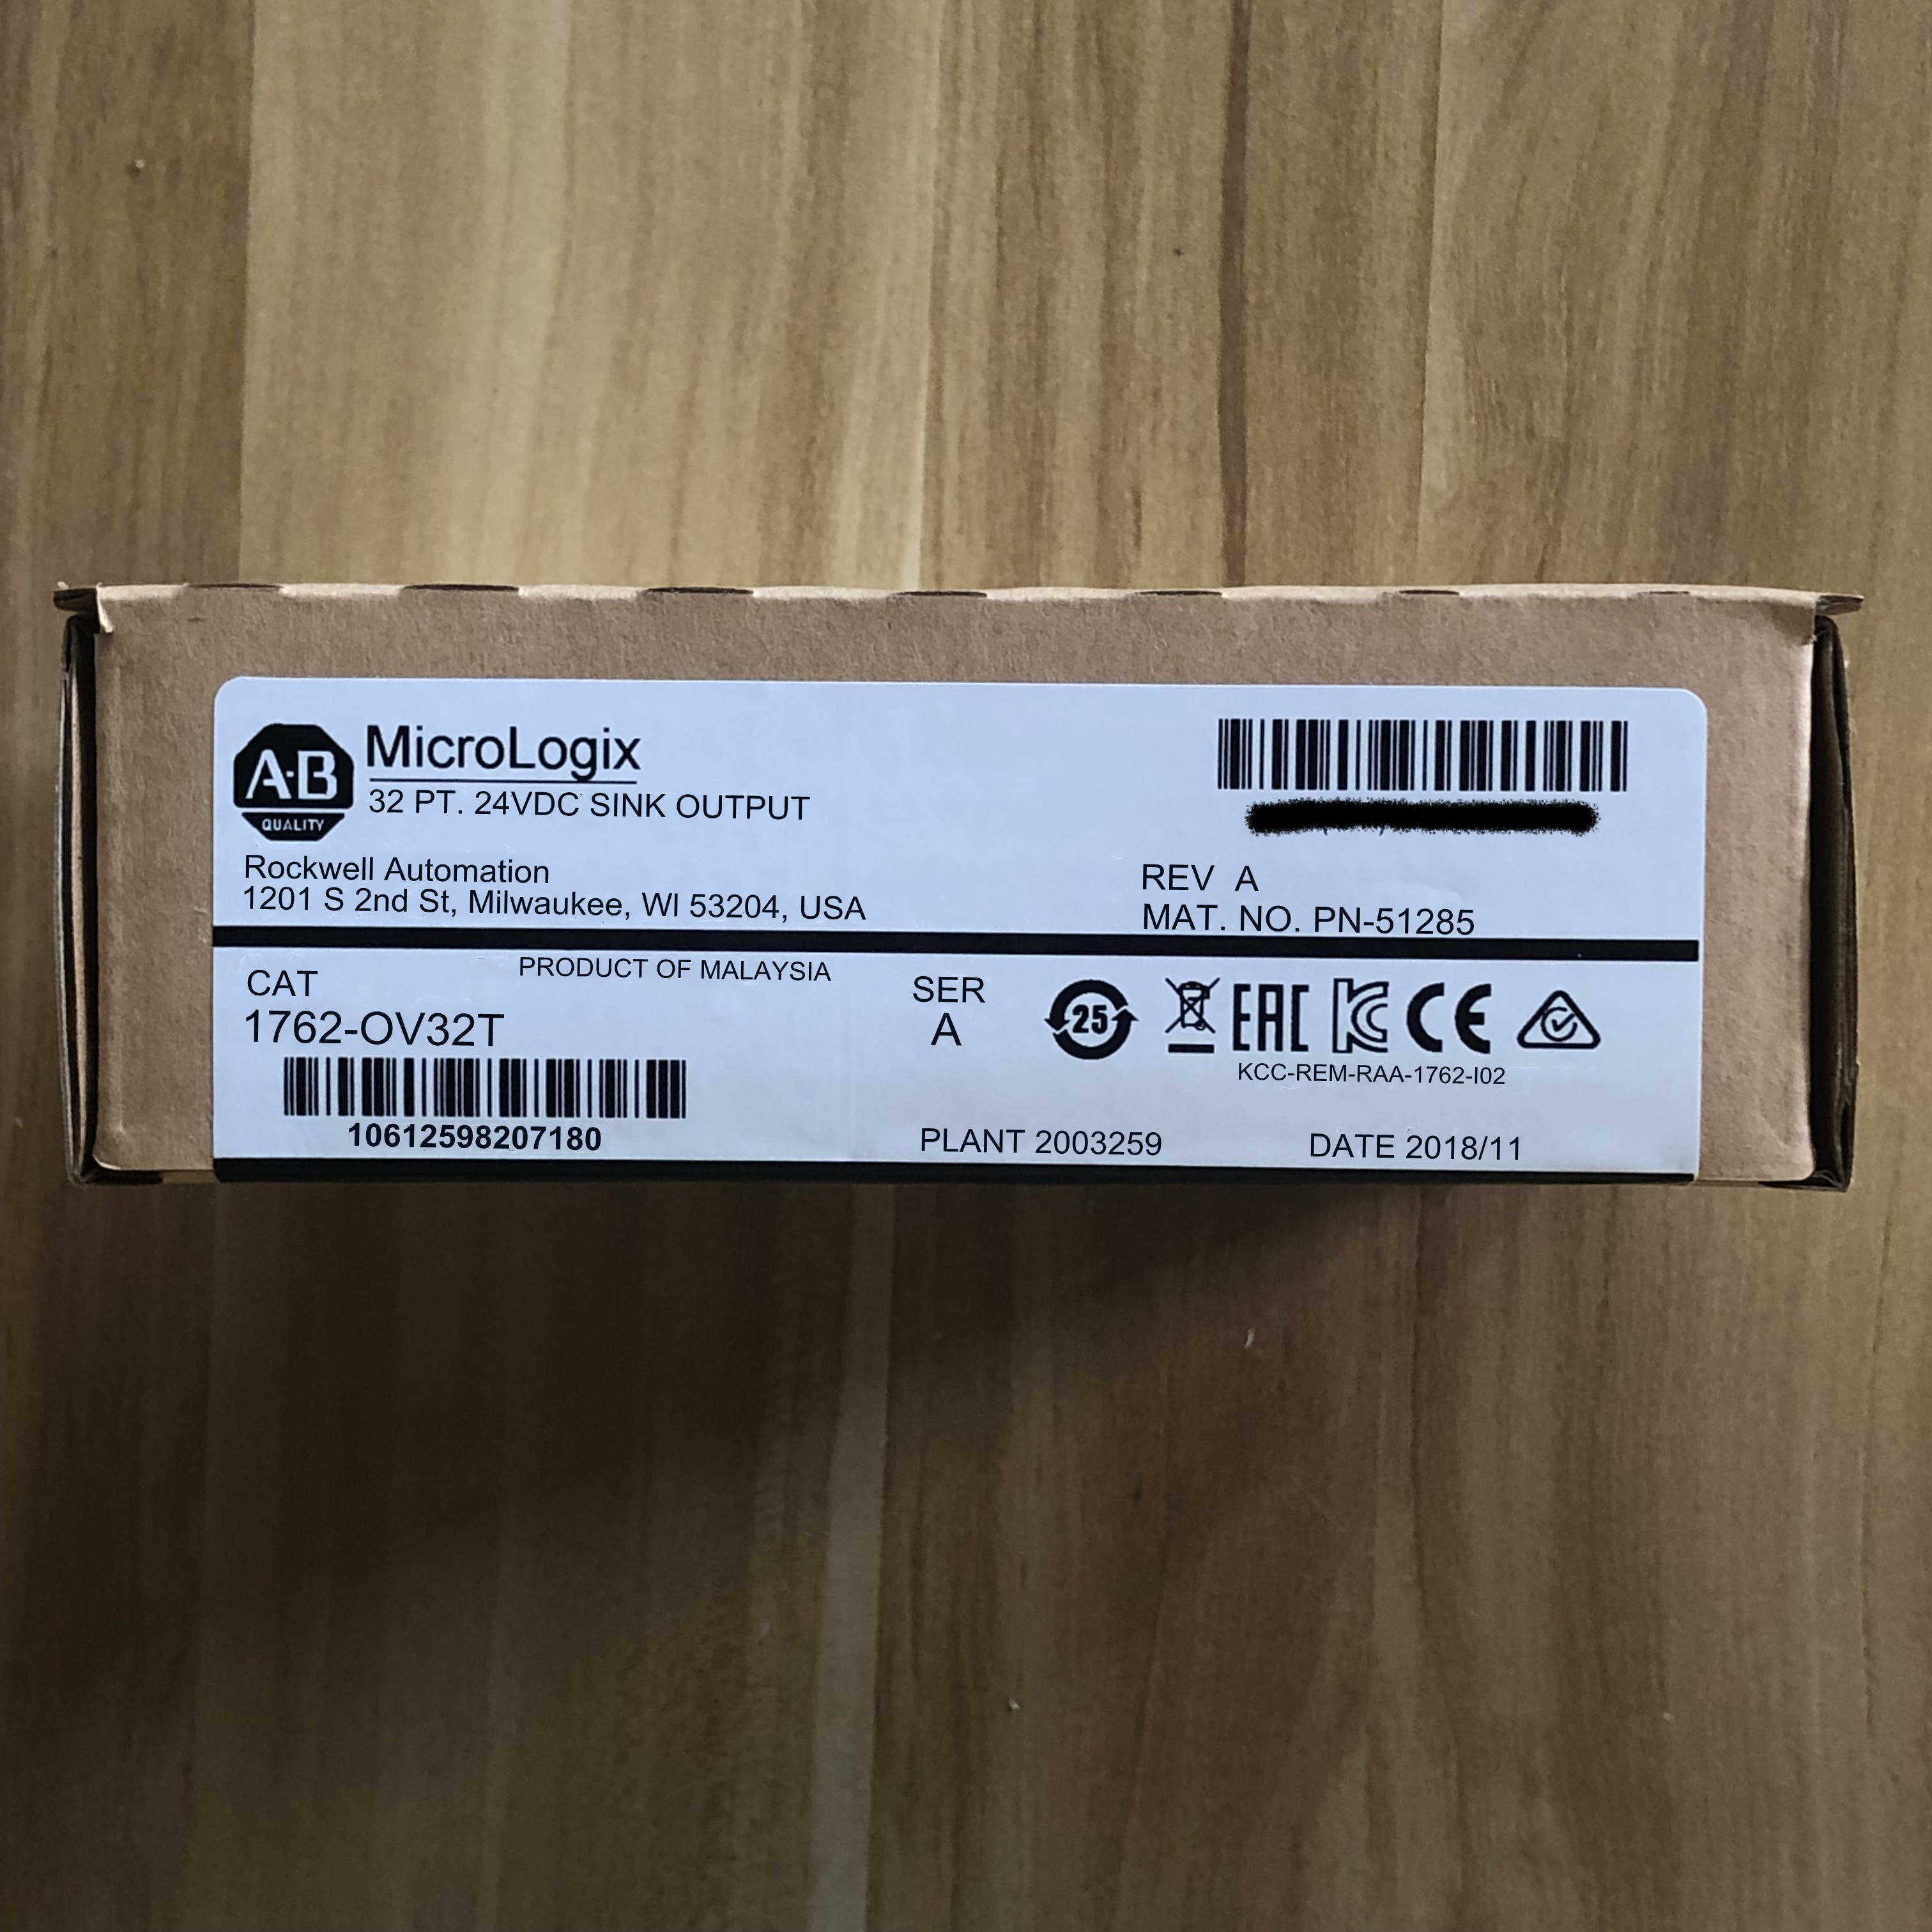 A-B
QUALITY
MicroLogix
32 PT. 24VDC SINK OUTPUT
Rockwell Automation
1201 S 2nd St, Milwaukee, WI 53204, USA
REV A
MAT. NO. PN-51285
PRODUCT OF MALAYSIA
CAT
1762-OV32T
10612598207180
SER
A
25
EAC
KC
CE
KCC-REM-RAA-1762-I02
PLANT 2003259
DATE 2018/11